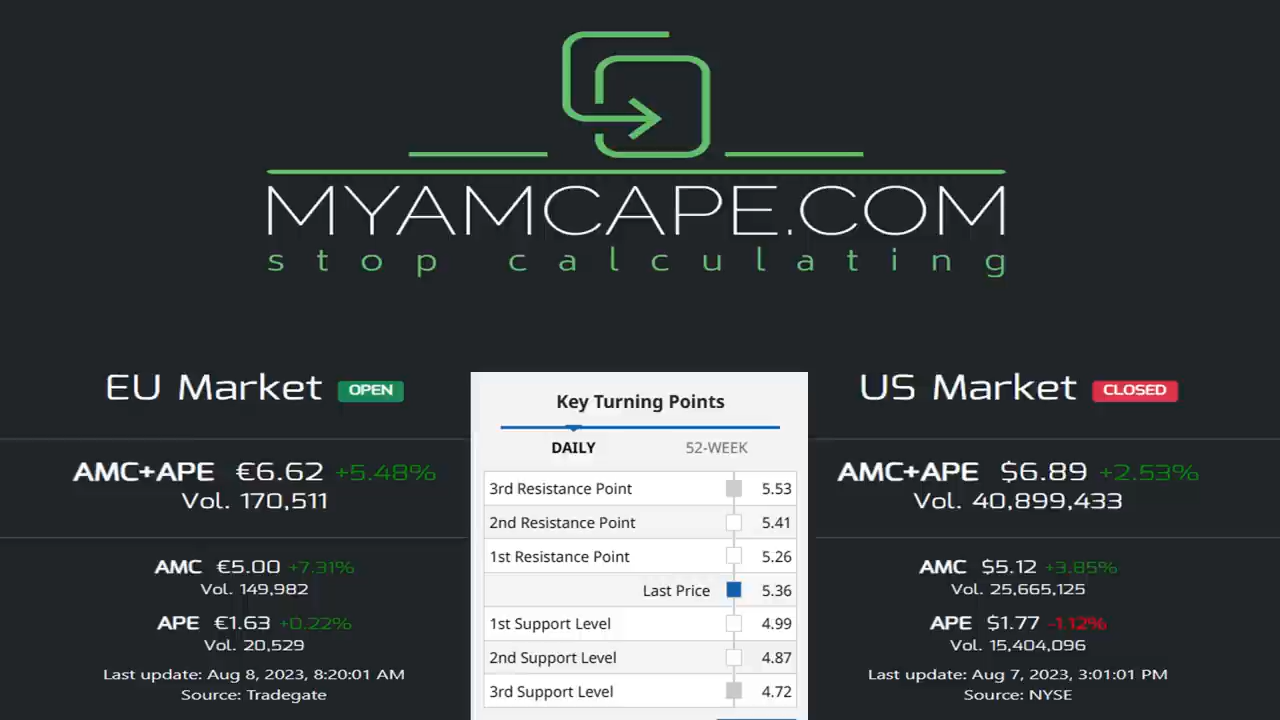 MYAMCAPE.COM
stop calculating
EU Market OPEN
AMC+APE €6.62 +5.48%
Vol. 170,511
AMC €5.00 +7.31%
Vol. 149,982
APE €1.63 +0.22%
Vol. 20,529
Last update: Aug 8, 2023, 8:20:01 AM
Source: Tradegate
Key Turning Points
DAILY 52-WEEK
3rd Resistance Point 5.53
2nd Resistance Point 5.41
1st Resistance Point 5.26
Last Price 5.36
1st Support Level 4.99
2nd Support Level 4.87
3rd Support Level 4.72
US Market CLOSED
AMC+APE $6.89 +2.53%
Vol. 40,899,433
AMC $5.12 +3.85%
Vol. 25,665,125
APE $1.77 -1.12%
Vol. 15,404,096
Last update: Aug 7, 2023, 3:01:01 PM
Source: NYSE